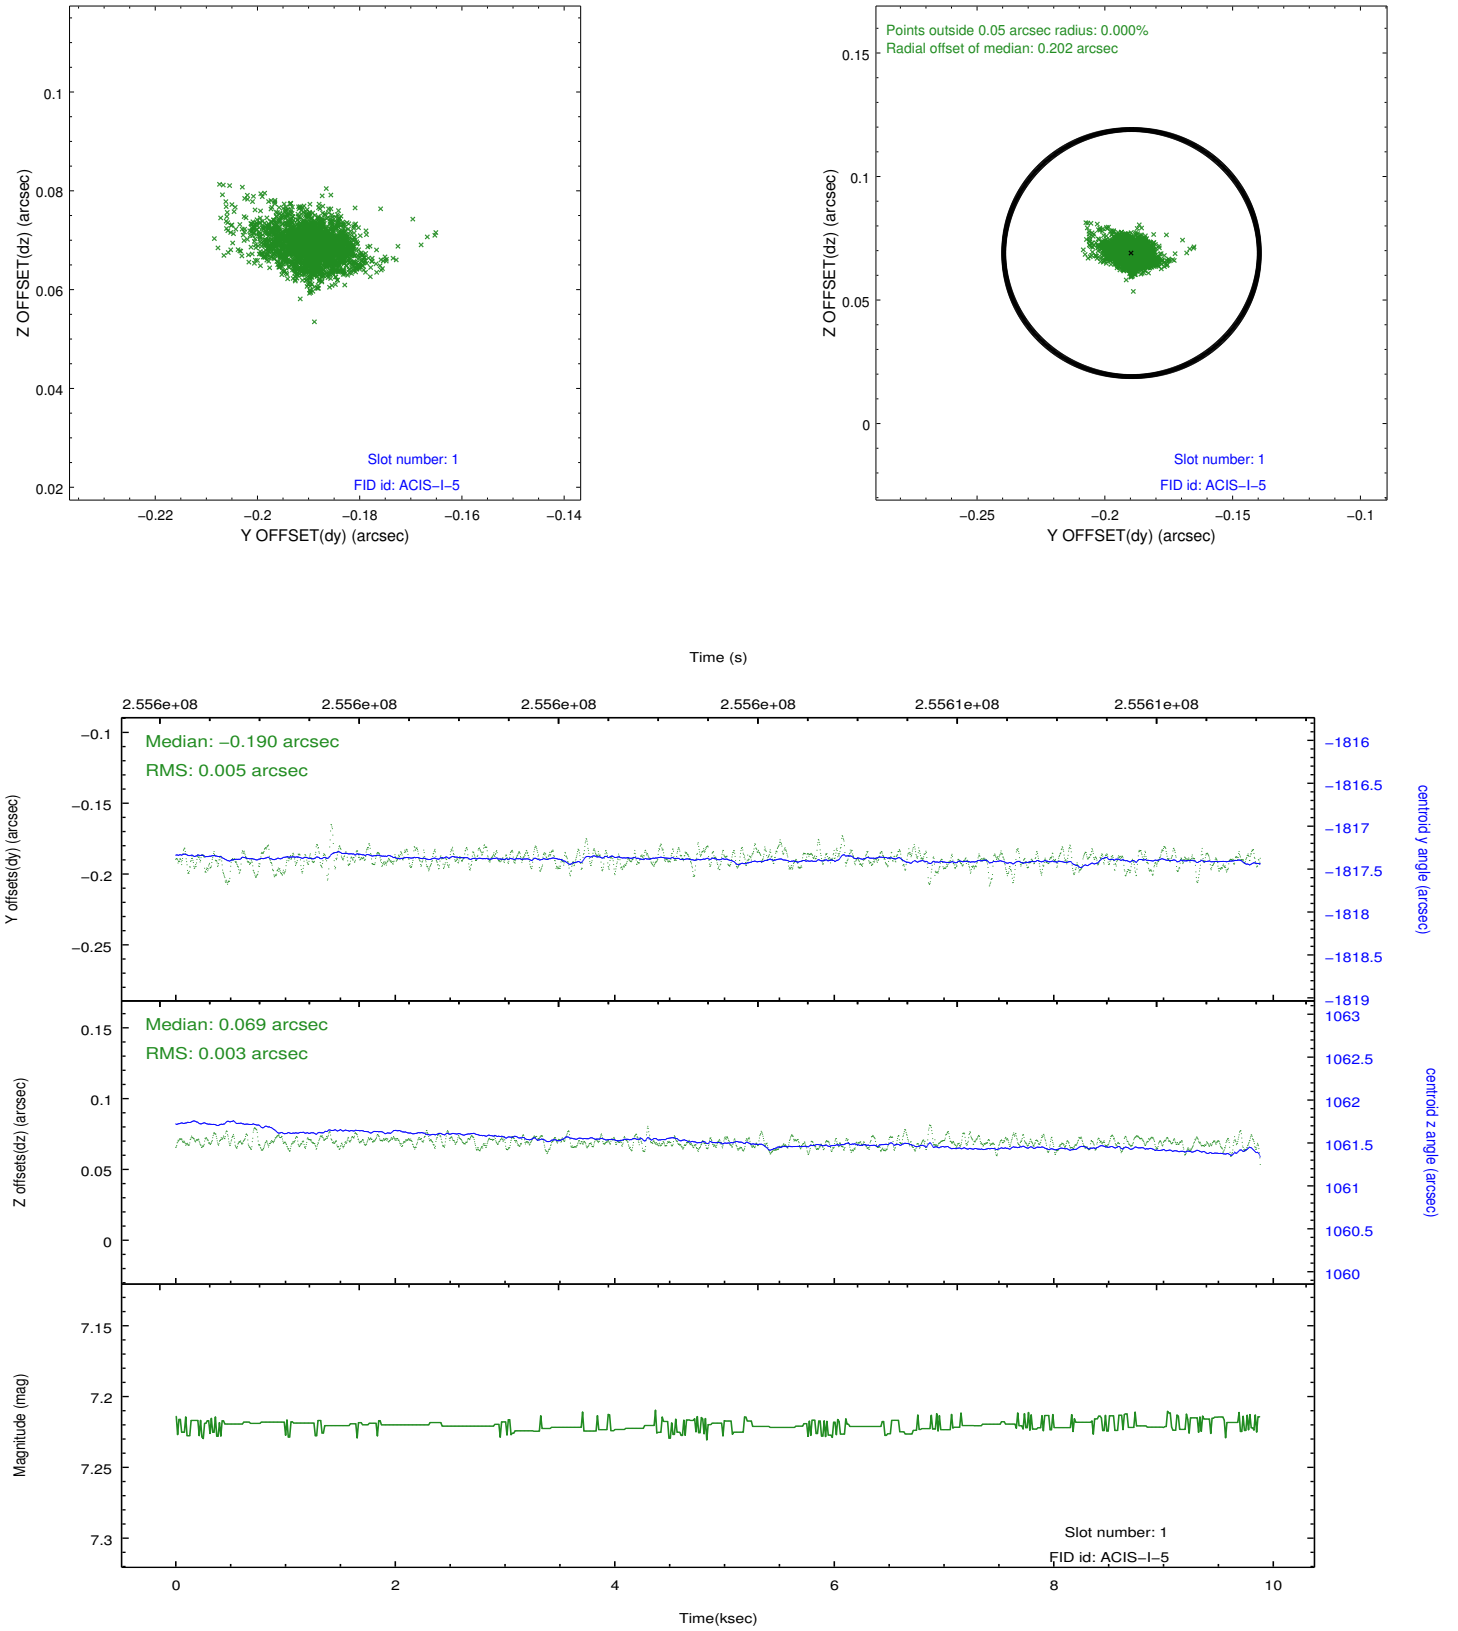 0.1
0.08
0.06
0.04
0.02
Z OFFSET(dz) (arcsec)
Slot number: 1
FID id: ACIS−I−5
−0.22
−0.2
−0.18
−0.16
−0.14
Y OFFSET(dy) (arcsec)
Points outside 0.05 arcsec radius: 0.000%
Radial offset of median: 0.202 arcsec
0.15
0.1
0.05
0
Z OFFSET(dz) (arcsec)
Slot number: 1
FID id: ACIS−I−5
−0.25
−0.2
−0.15
−0.1
Y OFFSET(dy) (arcsec)
Time (s)
2.556e+08
2.556e+08
2.556e+08
2.556e+08
2.5561e+08
2.5561e+08
Median: −0.190 arcsec
RMS: 0.005 arcsec
−0.1
−0.15
−0.2
−0.25
Y offsets(dy) (arcsec)
−1816
−1816.5
−1817
−1817.5
−1818
−1818.5
−1819
centroid y angle (arcsec)
Median: 0.069 arcsec
RMS: 0.003 arcsec
0.15
0.1
0.05
0
Z offsets(dz) (arcsec)
1063
1062.5
1062
1061.5
1061
1060.5
1060
centroid z angle (arcsec)
7.15
7.2
7.25
7.3
Magnitude (mag)
Slot number: 1
FID id: ACIS−I−5
0
2
4
6
8
10
Time(ksec)